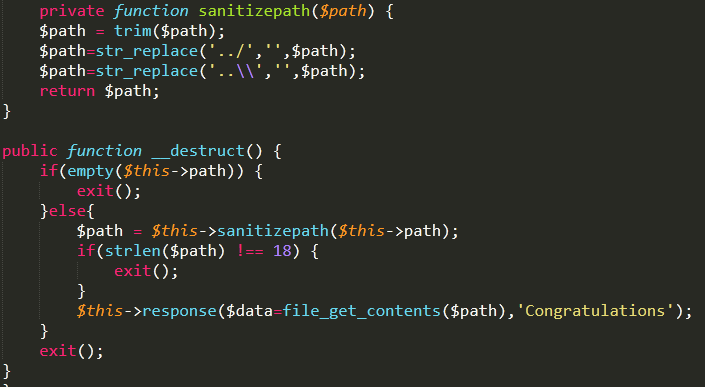 private function sanitizepath($path) {
$path = trim($path);
$path=str_replace('../','',$path);
$path=str_replace('..\\','',$path);
return $path;
}
public function __destruct() {
if(empty($this->path)) {
exit();
}else{
$path = $this->sanitizepath($this->path);
if(strlen($path) !== 18) {
exit();
}
$this->response($data=file_get_contents($path),'Congratulations');
}
exit();
}